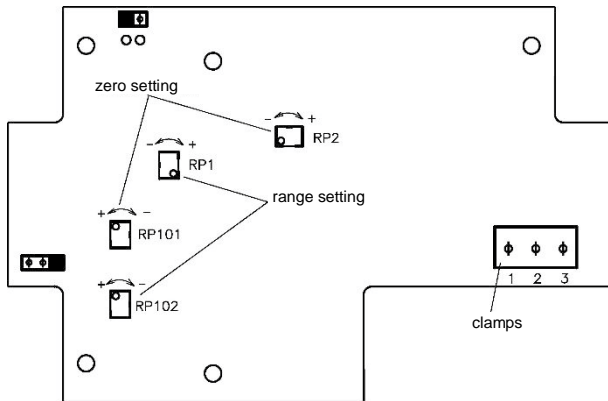 zero setting
- +
RP2
- +
RP1
range setting
+ -
RP101
+ -
RP102
1 2 3
clamps